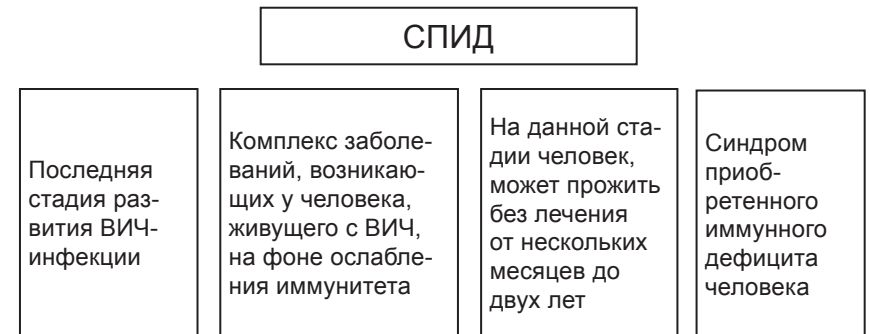 СПИД
Последняя
стадия раз-
вития ВИЧ-
инфекции
Комплекс заболе-
ваний, возникаю-
щих у человека,
живущего с ВИЧ,
на фоне ослабле-
ния иммунитета
На данной ста-
дии человек,
может прожить
без лечения
от нескольких
месяцев до
двух лет
Синдром
приоб-
ретенного
иммунного
дефицита
человека